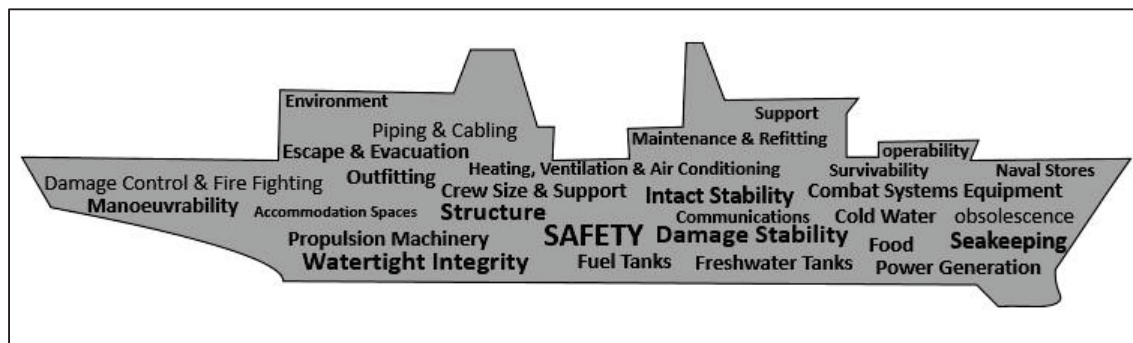 Environment
Support
Piping & Cabling
Maintenance & Refitting
Escape & Evacuation
operability
Heating, Ventilation & Air Conditioning
Survivability
Naval Stores
Damage Control & Fire Fighting
Outfitting
Crew Size & Support
Intact Stability
Combat Systems Equipment
Manoeuvrability
Accommodation Spaces
Structure
Communications
Cold Water
obsolescence
Propulsion Machinery
SAFETY
Damage Stability
Food
Seakeeping
Watertight Integrity
Fuel Tanks
Freshwater Tanks
Power Generation